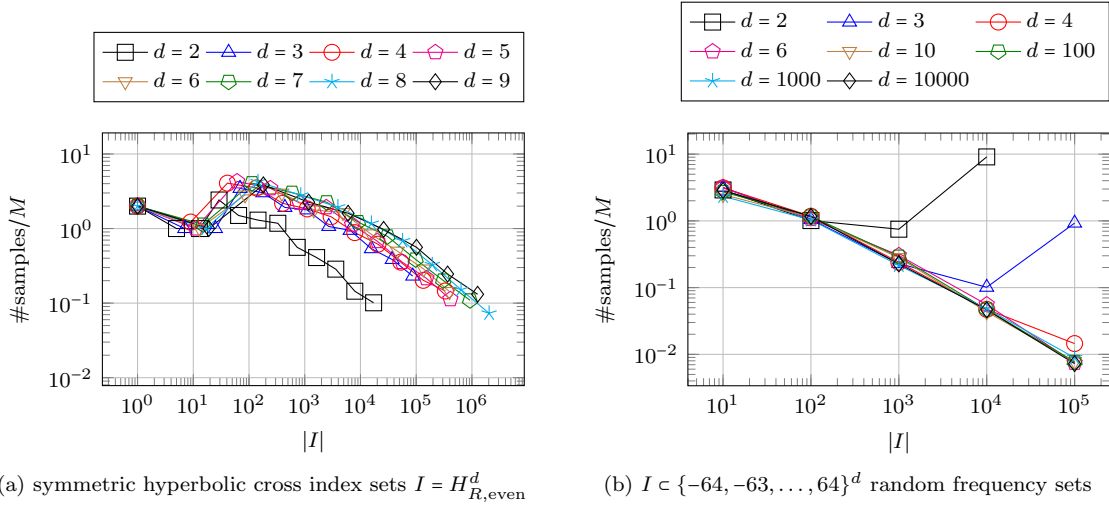 d = 2 d = 3 d = 4 d = 5
d = 6 d = 7 d = 8 d = 9
10^1
10^0
10^{-1}
10^{-2}
#samples/M
10^0 10^1 10^2 10^3 10^4 10^5 10^6
|I|
(a) symmetric hyperbolic cross index sets I = H^d_{R,even}
d = 2 d = 3 d = 4
d = 6 d = 10 d = 100
d = 1000 d = 10000
10^1
10^0
10^{-1}
10^{-2}
#samples/M
10^1 10^2 10^3 10^4 10^5
|I|
(b) I ⊂ {−64, −63, . . . , 64}^d random frequency sets